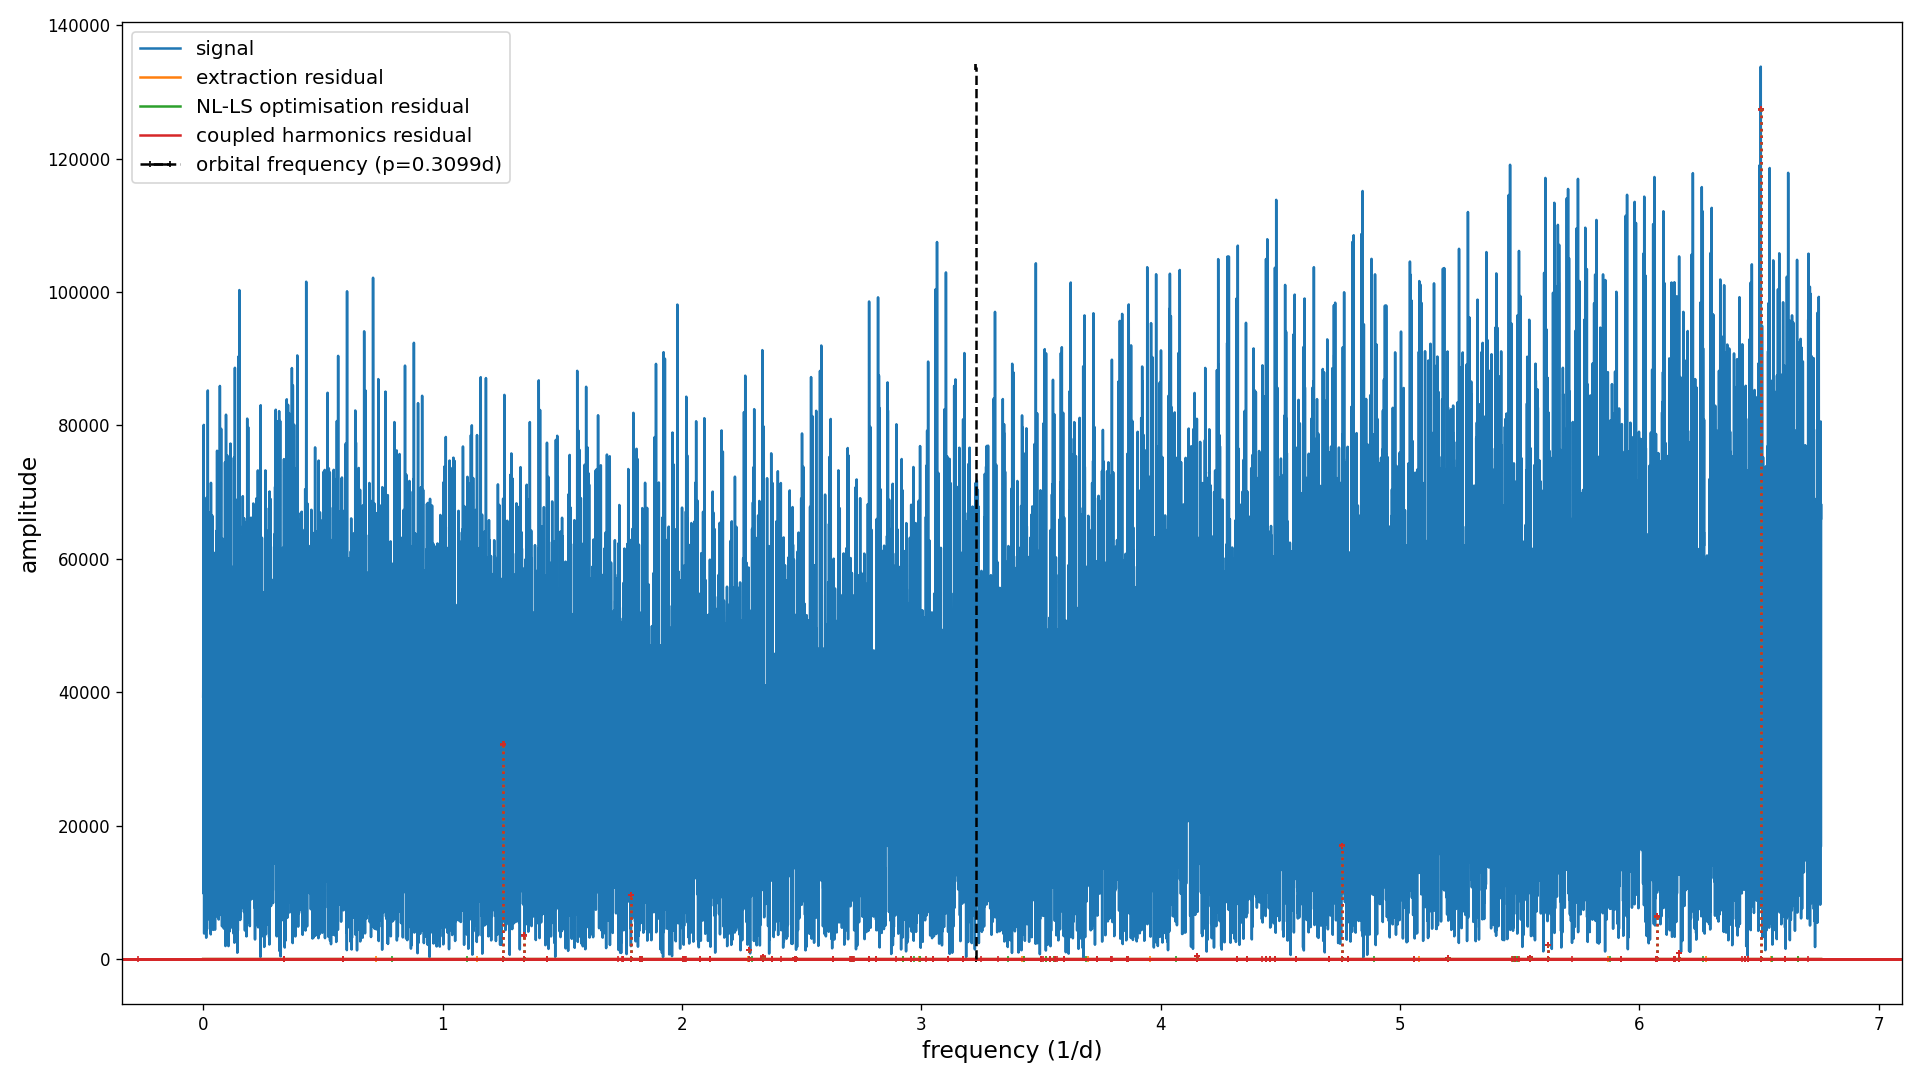 140000
120000
100000
80000
60000
40000
20000
0
amplitude
signal
extraction residual
NL-LS optimisation residual
coupled harmonics residual
orbital frequency (p=0.3099d)
0 1 2 3 4 5 6 7
frequency (1/d)